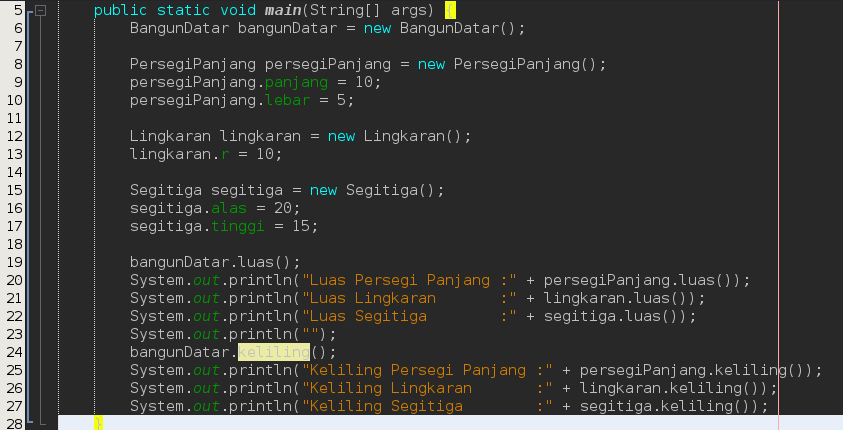 5 public static void main(String[] args) {
6 BangunDatar bangunDatar = new BangunDatar();
7
8 PersegiPanjang persegiPanjang = new PersegiPanjang();
9 persegiPanjang.panjang = 10;
10 persegiPanjang.lebar = 5;
11
12 Lingkaran lingkaran = new Lingkaran();
13 lingkaran.r = 10;
14
15 Segitiga segitiga = new Segitiga();
16 segitiga.alas = 20;
17 segitiga.tinggi = 15;
18
19 bangunDatar.luas();
20 System.out.println("Luas Persegi Panjang :" + persegiPanjang.luas());
21 System.out.println("Luas Lingkaran       :" + lingkaran.luas());
22 System.out.println("Luas Segitiga        :" + segitiga.luas());
23 System.out.println("");
24 bangunDatar.keliling();
25 System.out.println("Keliling Persegi Panjang :" + persegiPanjang.keliling());
26 System.out.println("Keliling Lingkaran       :" + lingkaran.keliling());
27 System.out.println("Keliling Segitiga        :" + segitiga.keliling());
28 }